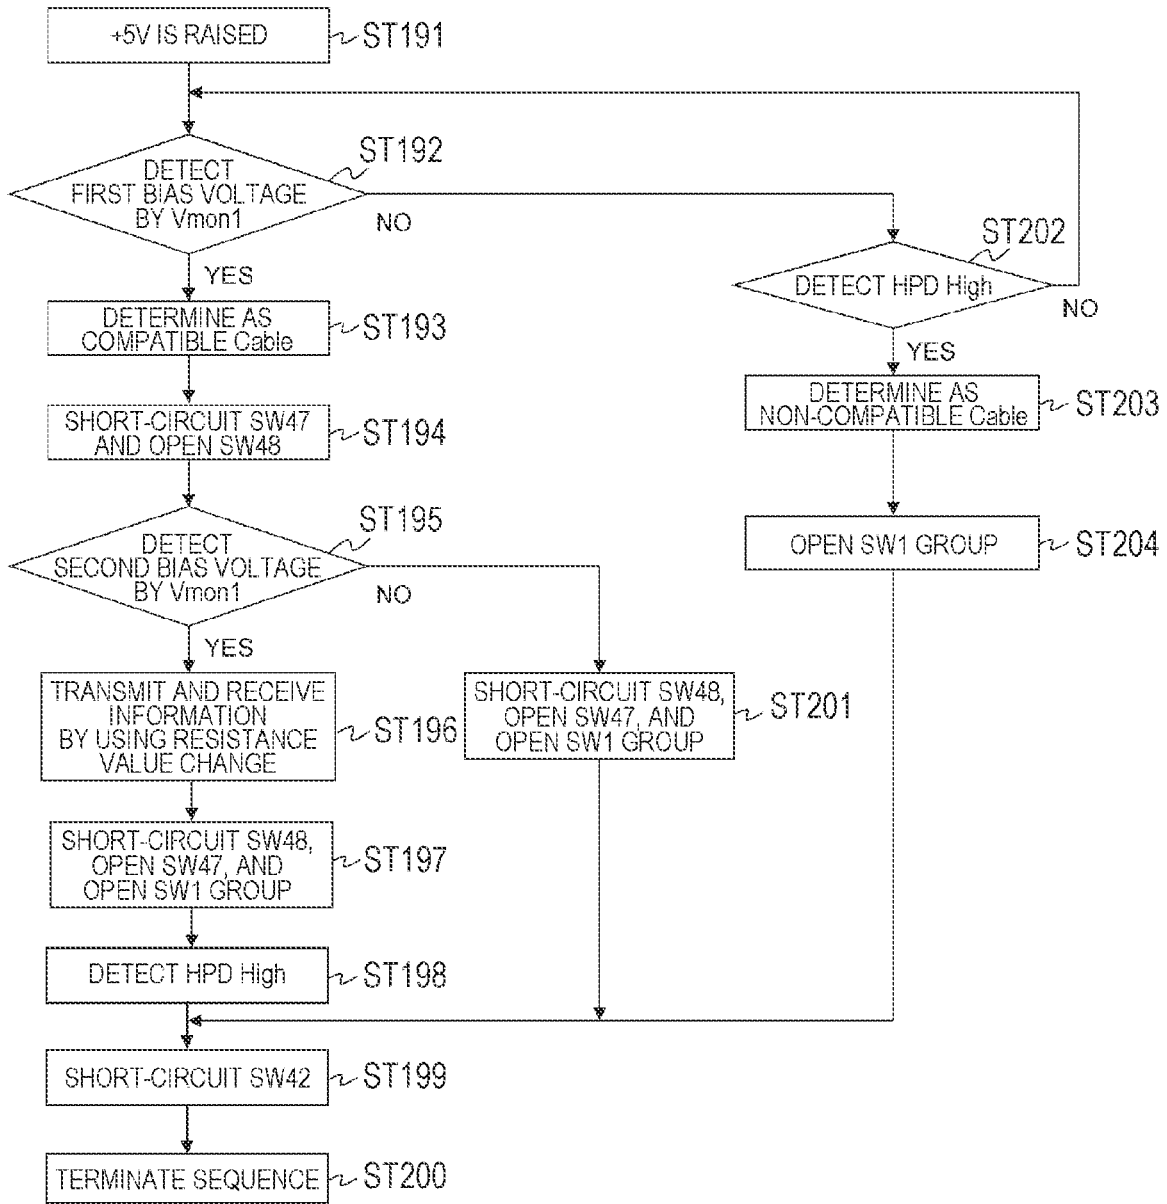 +5V IS RAISED
ST191
DETECT
FIRST BIAS VOLTAGE
BY Vmon1
ST192
NO
YES
ST202
DETECT HPD High
NO
YES
DETERMINE AS
COMPATIBLE Cable
ST193
DETERMINE AS
NON-COMPATIBLE Cable
ST203
SHORT-CIRCUIT SW47
AND OPEN SW48
ST194
OPEN SW1 GROUP
ST204
DETECT
SECOND BIAS VOLTAGE
BY Vmon1
ST195
NO
YES
TRANSMIT AND RECEIVE
INFORMATION
BY USING RESISTANCE
VALUE CHANGE
ST196
SHORT-CIRCUIT SW48,
OPEN SW47, AND
OPEN SW1 GROUP
ST201
SHORT-CIRCUIT SW48,
OPEN SW47, AND
OPEN SW1 GROUP
ST197
DETECT HPD High
ST198
SHORT-CIRCUIT SW42
ST199
TERMINATE SEQUENCE
ST200